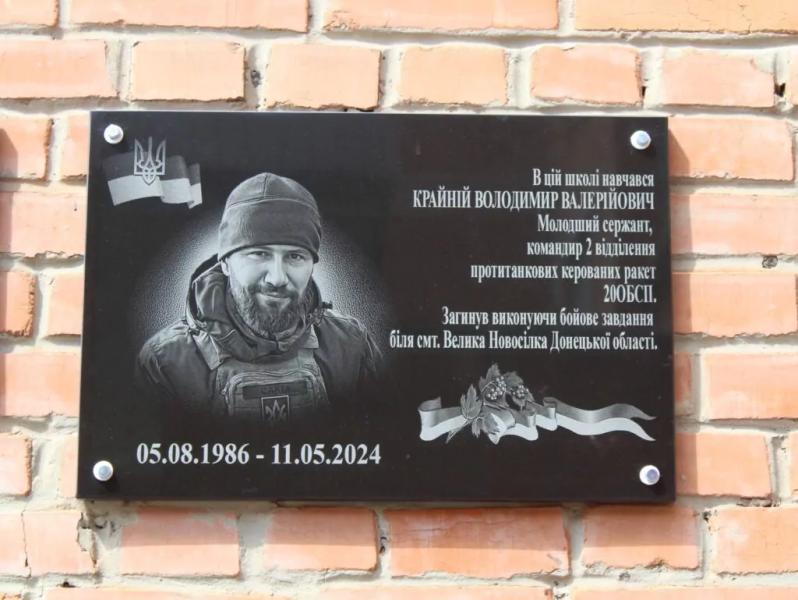 В цій школі навчався
КРАЙНІЙ ВОЛОДИМИР ВАЛЕРІЙОВИЧ
Молодший сержант,
командир 2 відділення
протитанкових керованих ракет
20ОБСП.
Загинув виконуючи бойове завдання
біля смт. Велика Новосілка Донецької області.
05.08.1986 - 11.05.2024